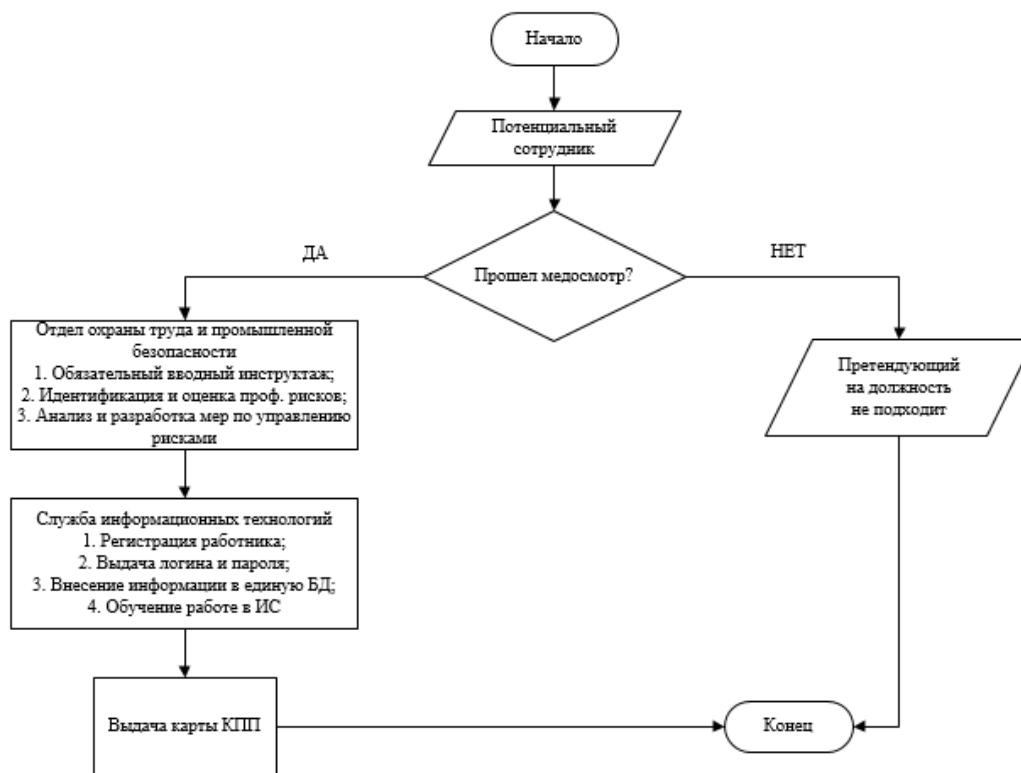 Начало
Потенциальный
сотрудник
ДА
НЕТ
Прошел медосмотр?
Отдел охраны труда и промышленной
безопасности
1. Обязательный вводный инструктаж;
2. Идентификация и оценка проф. рисков;
3. Анализ и разработка мер по управлению
рисками
Претендующий
на должность
не подходит
Служба информационных технологий
1. Регистрация работника;
2. Выдача логина и пароля;
3. Внесение информации в единую БД;
4. Обучение работе в ИС
Выдача карты КПП
Конец